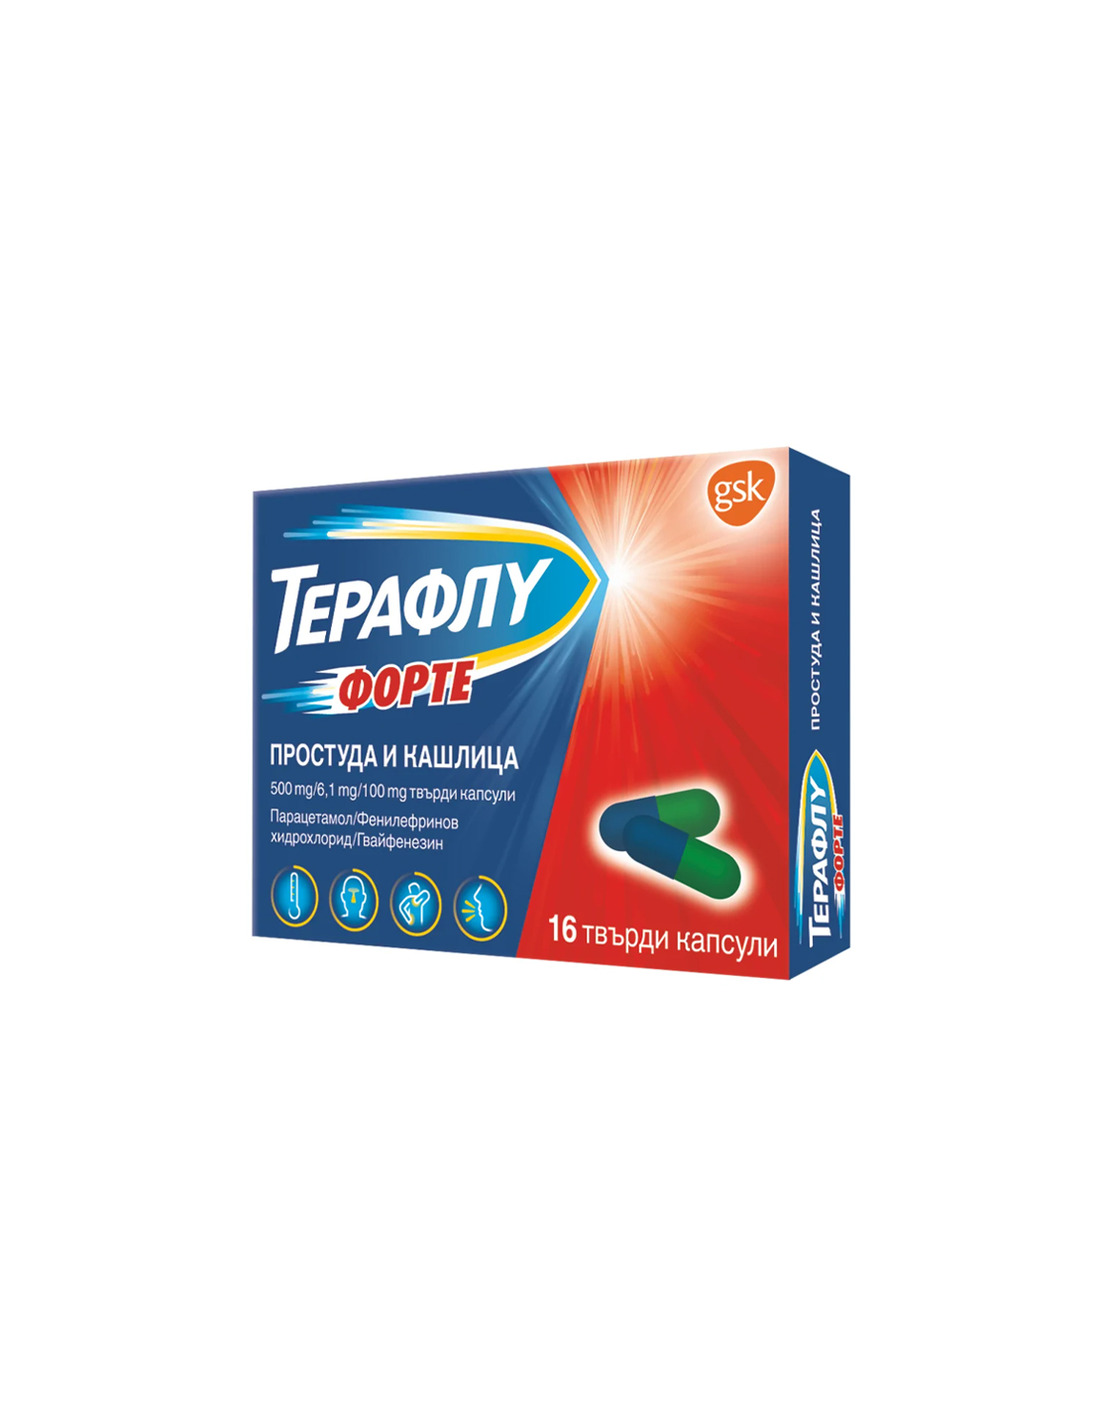 gsk
ТЕРАФЛУ
ФОРТЕ
ПРОСТУДА И КАШЛИЦА
500 mg/6,1 mg/100 mg твърди капсули
Парацетамол/Фенилефринов
хидрохлорид/Гвайфенезин
16 твърди капсули
ПРОСТУДА И КАШЛИЦА
ТЕРАФЛУ
ФОРТЕ